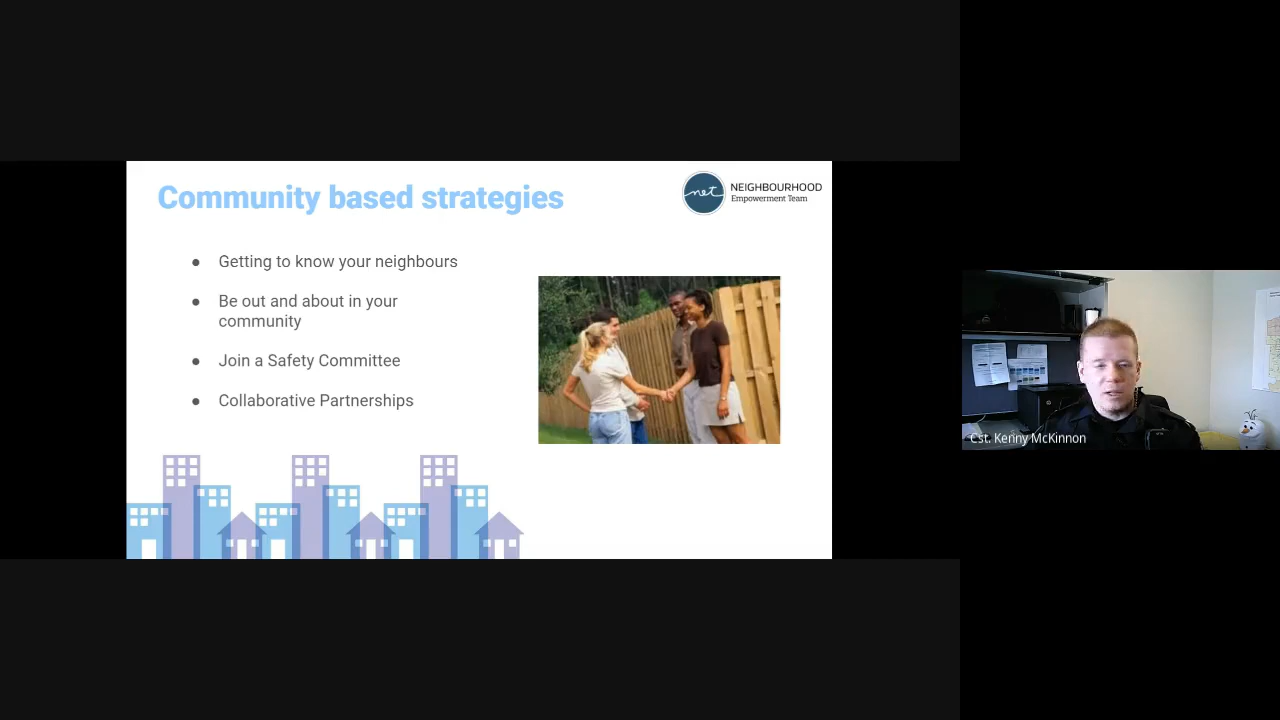 Community based strategies
net
NEIGHBOURHOOD
Empowerment Team
● Getting to know your neighbours
● Be out and about in your
community
● Join a Safety Committee
● Collaborative Partnerships
Cst. Kenny McKinnon